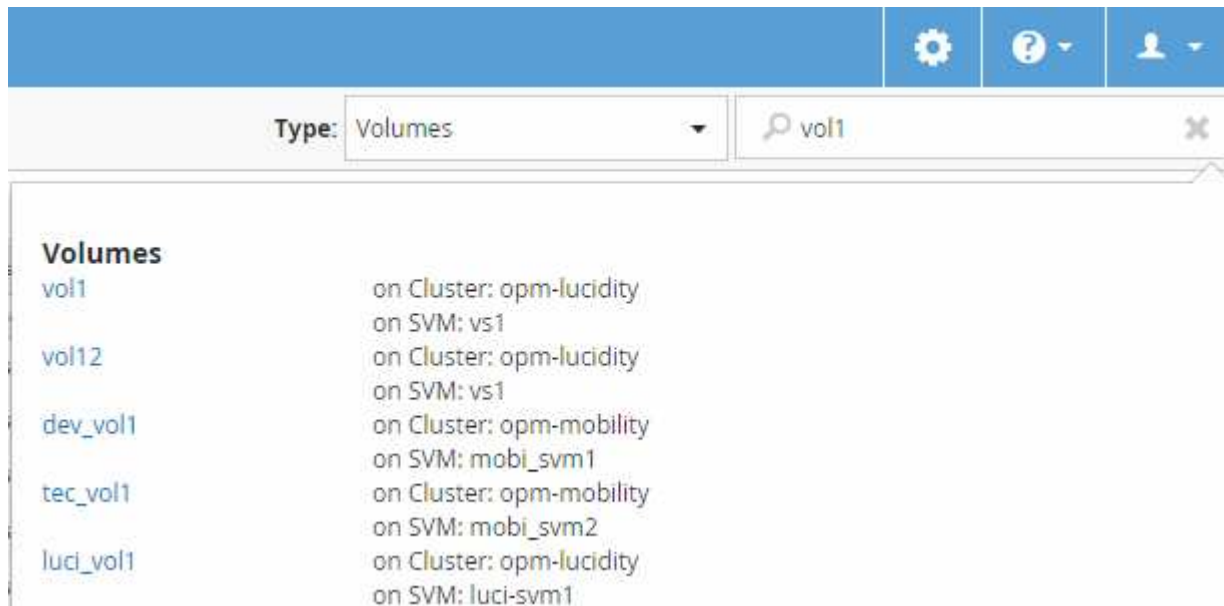 Type: Volumes vol1
Volumes
vol1 on Cluster: opm-lucidity
on SVM: vs1
vol12 on Cluster: opm-lucidity
on SVM: vs1
dev_vol1 on Cluster: opm-mobility
on SVM: mobi_svm1
tec_vol1 on Cluster: opm-mobility
on SVM: mobi_svm2
luci_vol1 on Cluster: opm-lucidity
on SVM: luci-svm1